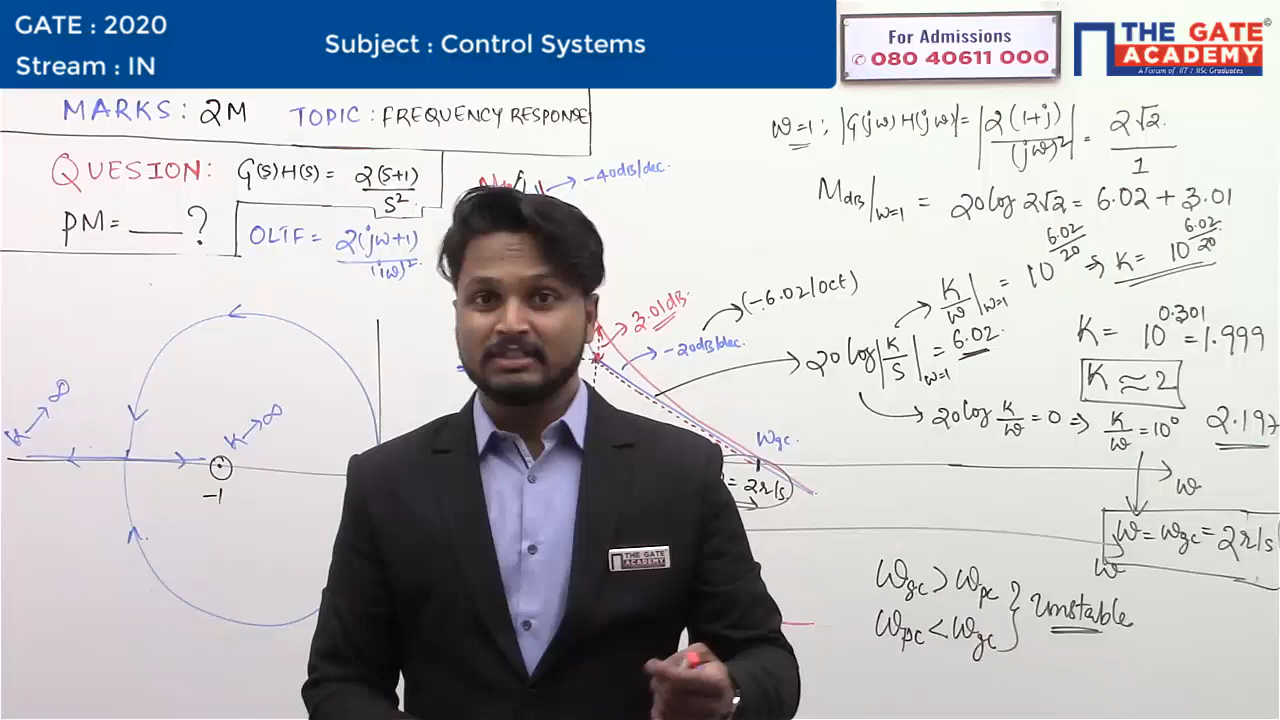 GATE : 2020
Stream : IN
Subject : Control Systems
For Admissions
✆ 080 40611 000
THE GATE ACADEMY
A Forum of IIT / IISc Graduates
MARKS: 2M TOPIC: FREQUENCY RESPONSE
QUESION: G(s)H(s) = 2(s+1)/s²
PM = ___ ?
OLTF = 2(jω+1)/(jω)²
-40dB/dec.
ω=1; |G(jω)H(jω)| = |2(1+j)/(jω)²| = 2√2/1
MdB|ω=1 = 20log 2√2 = 6.02 + 3.01
K/ω|ω=1 = 10^(6.02/20) ⇒ K = 10^(6.02/20)
(-6.02/oct)
3.01dB.
-20dB/dec.
20log|K/s|ω=1 = 6.02
K = 10^0.301 = 1.999
K ≈ 2
20log K/ω = 0 ⇒ K/ω = 10⁰
2.197
ωgc
= 2r/s
ω
ω = ωgc = 2r/s
ω
K ∞
K ∞
-1
ωgc > ωpc
ωpc < ωgc } Unstable
THE GATE ACADEMY